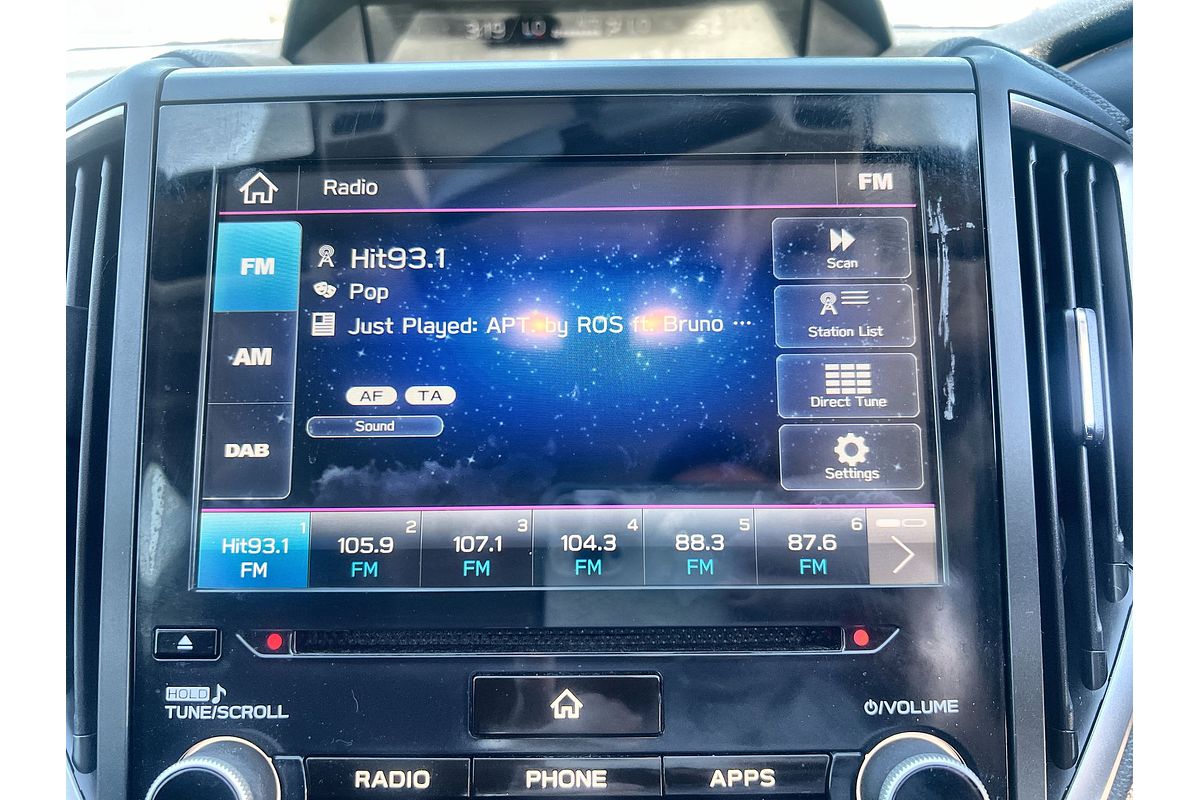 Radio
FM
FM
AM
DAB
Hit93.1
Pop
Just Played: APT. by ROS ft. Bruno ...
AF TA
Sound
Scan
Station List
Direct Tune
Settings
1
Hit93.1
FM
2
105.9
FM
3
107.1
FM
4
104.3
FM
5
88.3
FM
6
87.6
FM
HOLD
TUNE/SCROLL
/VOLUME
RADIO
PHONE
APPS